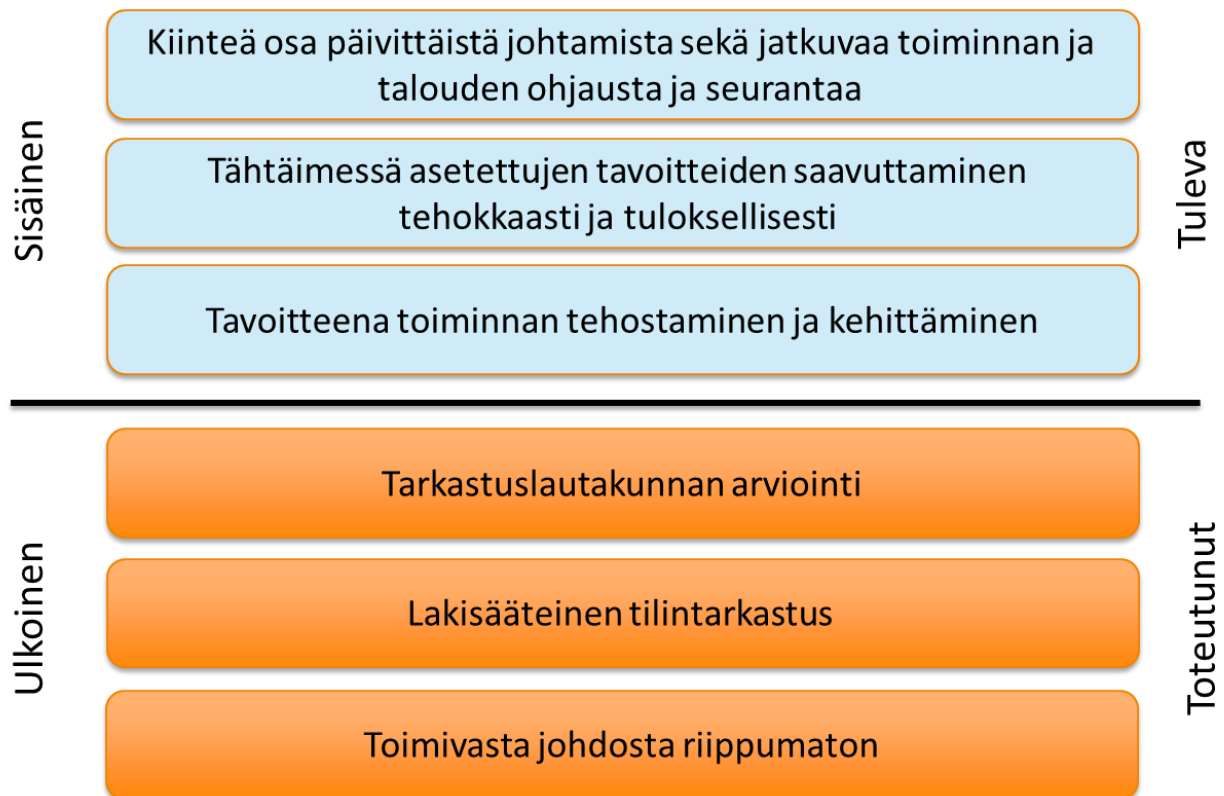 Sisäinen
Kiinteä osa päivittäistä johtamista sekä jatkuvaa toiminnan ja
talouden ohjausta ja seurantaa
Tähtäimessä asetettujen tavoitteiden saavuttaminen
tehokkaasti ja tuloksellisesti
Tavoitteena toiminnan tehostaminen ja kehittäminen
Tuleva
Ulkoinen
Tarkastuslautakunnan arviointi
Lakisääteinen tilintarkastus
Toimivasta johdosta riippumaton
Toteutunut